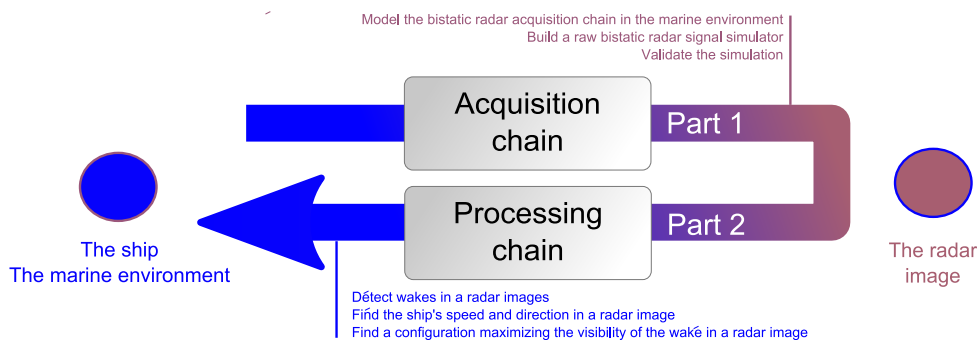 Model the bistatic radar acquisition chain in the marine environment
Build a raw bistatic radar signal simulator
Validate the simulation
Acquisition
chain
Part 1
Processing
chain
Part 2
The ship
The marine environment
The radar
image
Détect wakes in a radar images
Find the ship's speed and direction in a radar image
Find a configuration maximizing the visibility of the wake in a radar image